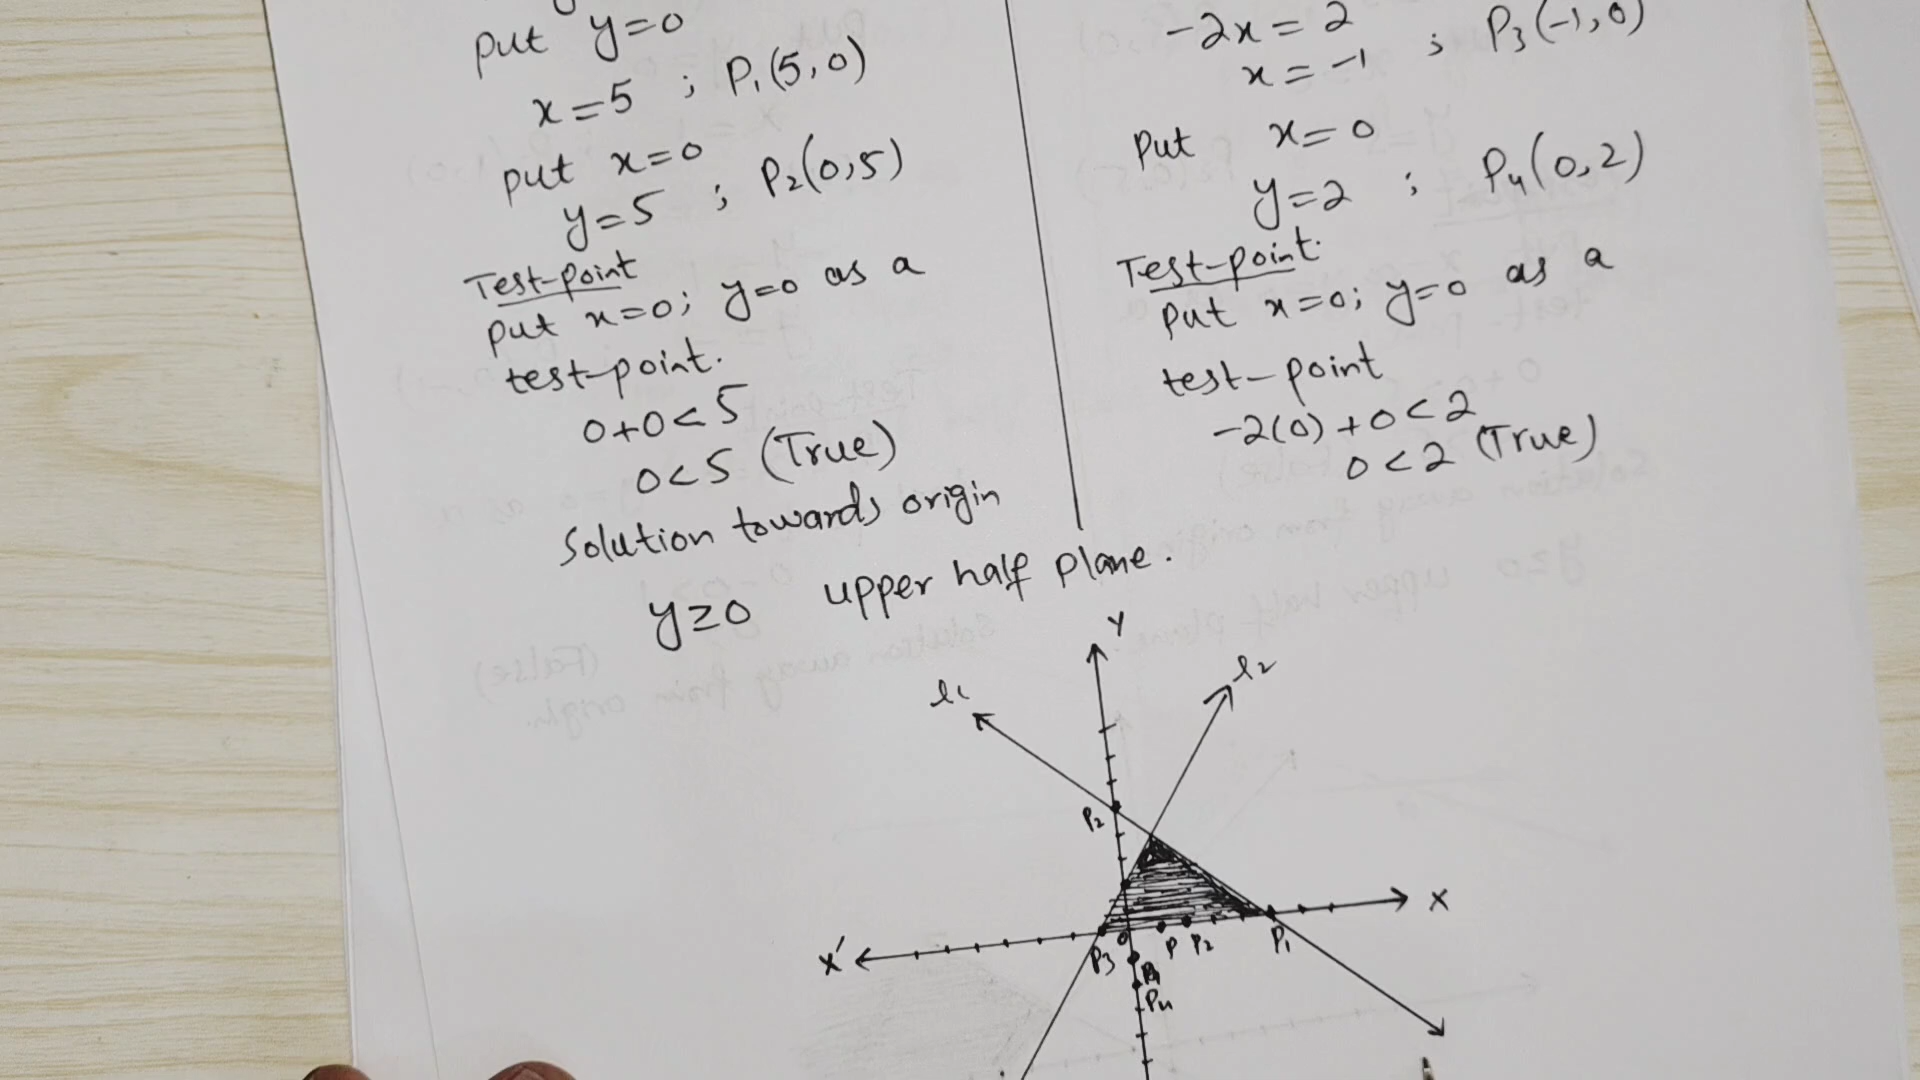 put y=0
x=5 ; P₁(5,0)
put x=0
y=5 ; P₂(0,5)
Test-point
put x=0; y=0 as a
test-point.
0+0<5
0<5 (True)
Solution towards origin
-2x=2
x=-1 ; P₃(-1,0)
Put x=0
y=2 ; P₄(0,2)
Test-point.
put x=0; y=0 as a
test-point
-2(0)+0<2
0<2 (True)
y≥0 upper half plane.
Y
l₁ l₂
P₂
X
X′
P₃ 0 P P₂ P₁
P₄